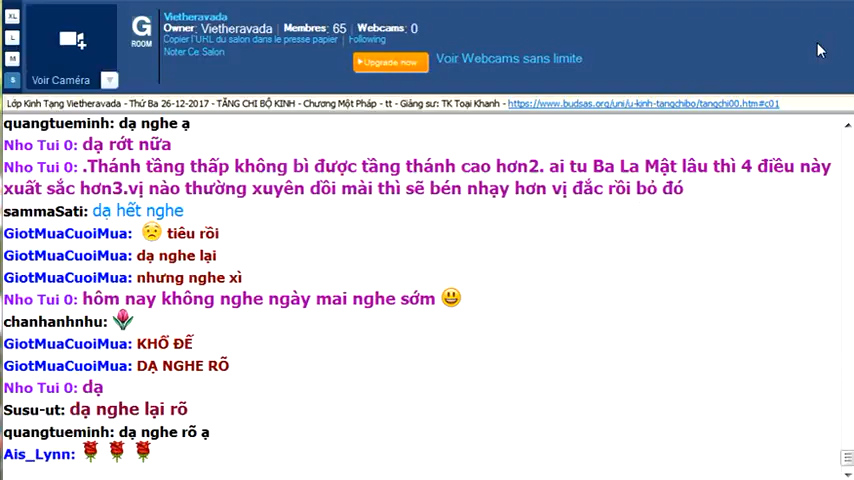 XL
L
M
S
Voir Caméra
G
ROOM
Vietheravada
Owner: Vietheravada Membres: 65 Webcams: 0
Copier l'URL du salon dans le presse papier | Following
Noter Ce Salon
Upgrade now
Voir Webcams sans limite
Lớp Kinh Tạng Vietheravada - Thứ Ba 26-12-2017 - TĂNG CHI BỘ KINH - Chương Một Pháp - tt - Giảng sư: TK Toại Khanh - https://www.budsas.org/uni/u-kinh-tangchibo/tangchi00.htm#c01
quangtueminh: dạ nghe ạ
Nho Tui 0: dạ rớt nữa
Nho Tui 0: .Thánh tầng thấp không bì được tầng thánh cao hơn2. ai tu Ba La Mật lâu thì 4 điều này
xuất sắc hơn3.vị nào thường xuyên dồi mài thì sẽ bén nhạy hơn vị đắc rồi bỏ đó
sammaSati: dạ hết nghe
GiotMuaCuoiMua: tiêu rồi
GiotMuaCuoiMua: dạ nghe lại
GiotMuaCuoiMua: nhưng nghe xì
Nho Tui 0: hôm nay không nghe ngày mai nghe sớm
chanhanhnhu:
GiotMuaCuoiMua: KHỔ ĐẾ
GiotMuaCuoiMua: DẠ NGHE RÕ
Nho Tui 0: dạ
Susu-ut: dạ nghe lại rõ
quangtueminh: dạ nghe rõ ạ
Ais_Lynn: